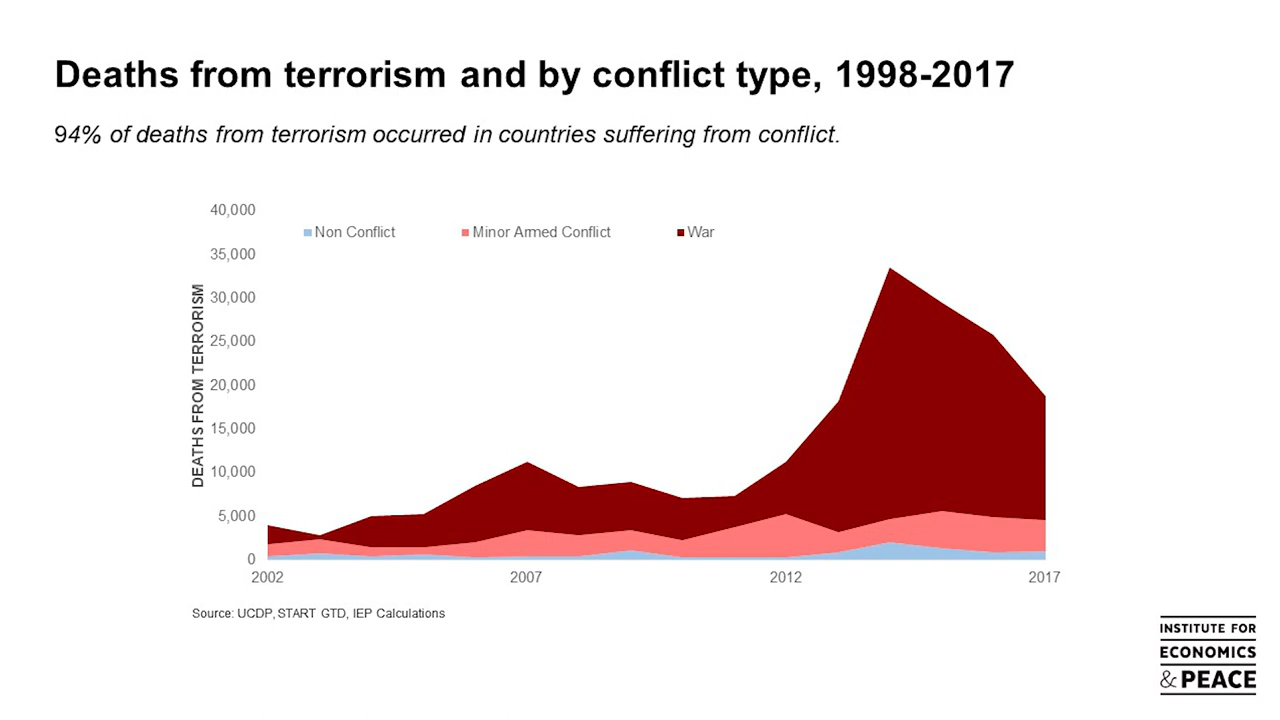 Deaths from terrorism and by conflict type, 1998-2017
94% of deaths from terrorism occurred in countries suffering from conflict.
DEATHS FROM TERRORISM
40,000
Non Conflict Minor Armed Conflict War
35,000
30,000
25,000
20,000
15,000
10,000
5,000
0
2002 2007 2012 2017
Source: UCDP, START GTD, IEP Calculations
INSTITUTE FOR
ECONOMICS
& PEACE